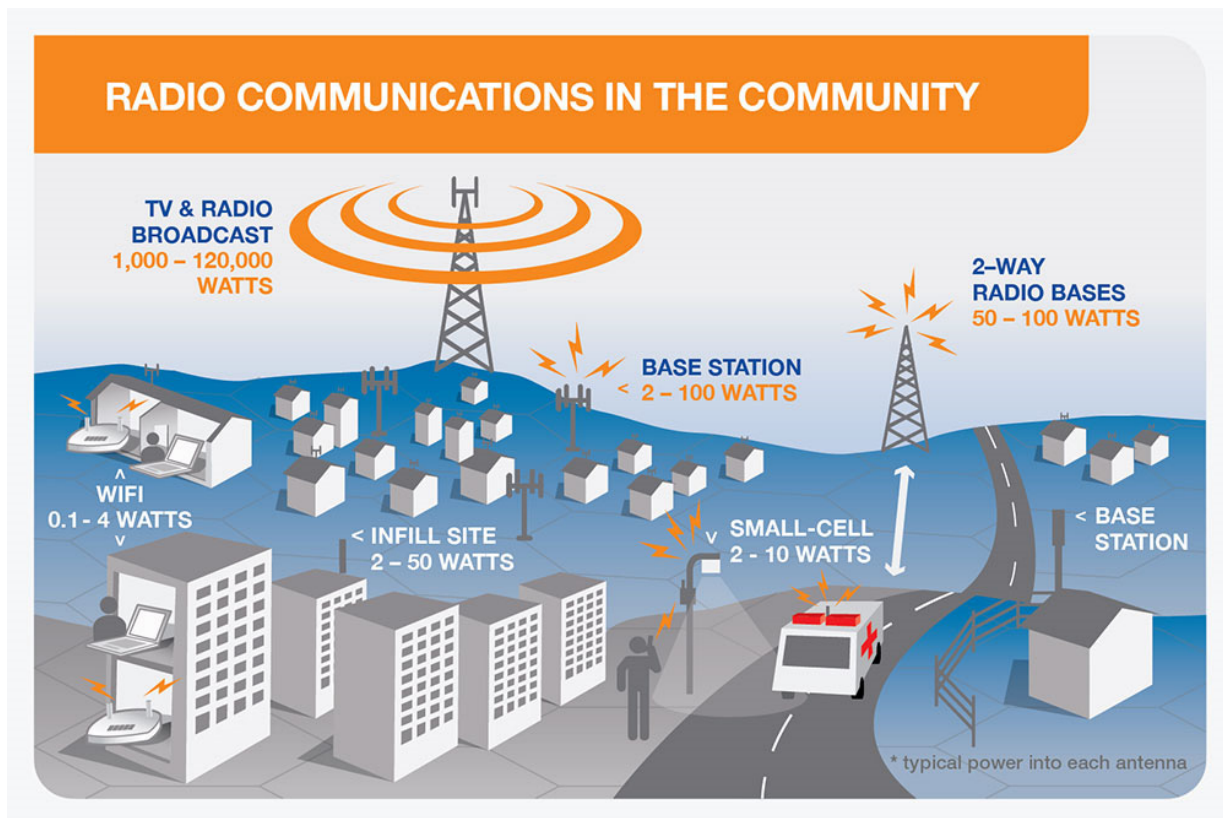 RADIO COMMUNICATIONS IN THE COMMUNITY
TV & RADIO
BROADCAST
1,000 – 120,000
WATTS
2–WAY
RADIO BASES
50 – 100 WATTS
BASE STATION
< 2 – 100 WATTS
^
WIFI
0.1 - 4 WATTS
v
< INFILL SITE
2 – 50 WATTS
v SMALL-CELL
2 - 10 WATTS
< BASE
STATION
* typical power into each antenna